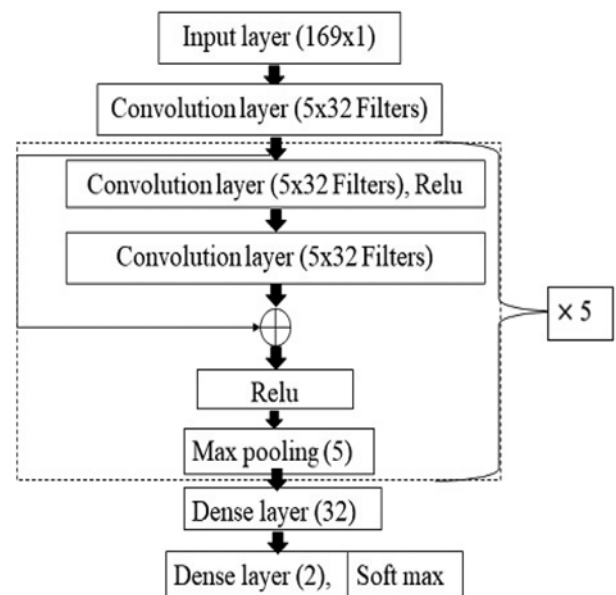 Input layer (169x1)
Convolution layer (5x32 Filters)
Convolution layer (5x32 Filters), Relu
Convolution layer (5x32 Filters)
× 5
Relu
Max pooling (5)
Dense layer (32)
Dense layer (2), Soft max